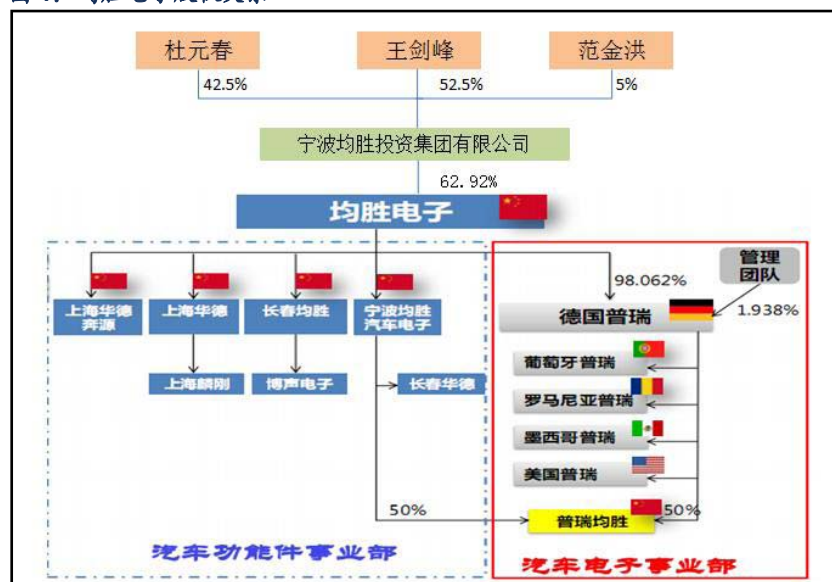 杜元春
王剑峰
范金洪
42.5%
52.5%
5%
宁波均胜投资集团有限公司
62.92%
均胜电子
管理
团队
98.062%
1.938%
上海华德
奔源
上海华德
长春均胜
宁波均胜
汽车电子
德国普瑞
葡萄牙普瑞
上海麟刚
博声电子
长春华德
罗马尼亚普瑞
墨西哥普瑞
美国普瑞
50%
普瑞均胜
50%
汽车功能件事业部
汽车电子事业部